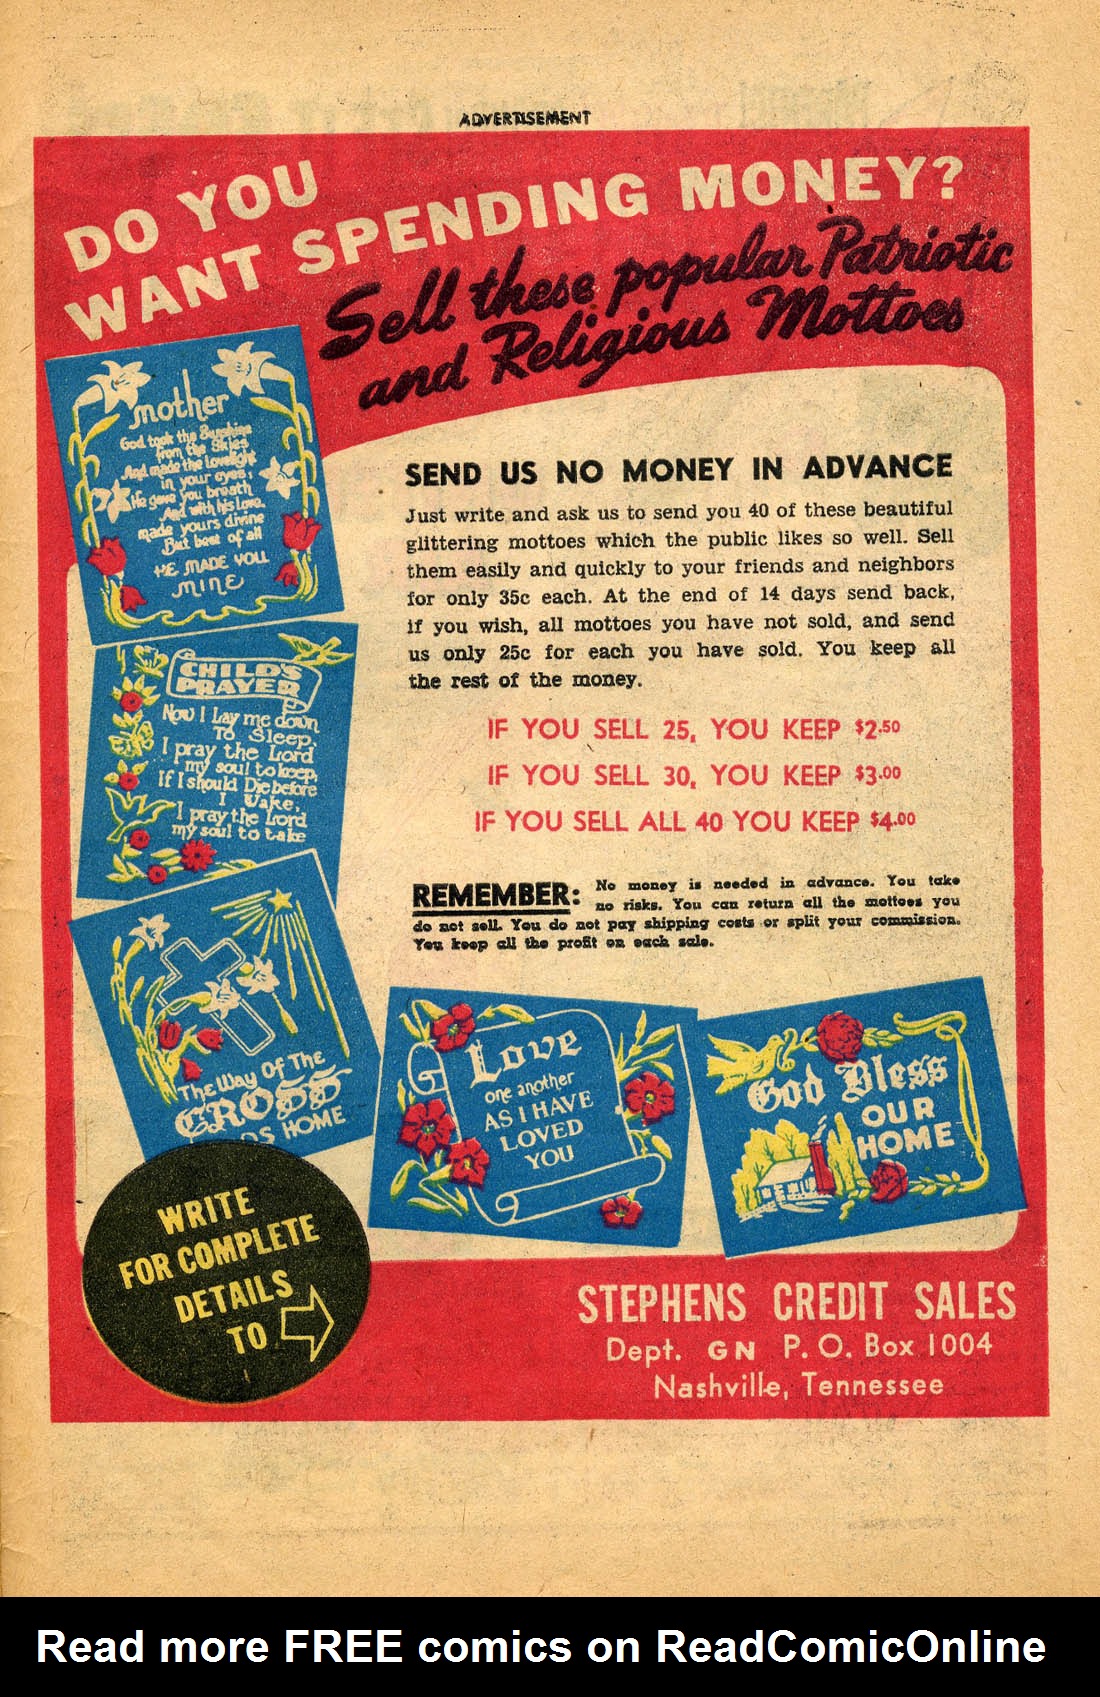 ADVERTISEMENT
DO YOU
WANT SPENDING MONEY?
Sell these popular Patriotic
and Religious Mottoes
mother
God took the Sunshine
from the Skies
And made the lovelight
in your eyes;
He gave you breath
And with his Love,
made yours divine
But best of all
HE MADE YOU
MINE
CHILD'S
PRAYER
Now I Lay me down
To Sleep,
I pray the Lord
my soul to keep,
If I should Die before
I Wake,
I pray the Lord
my soul to take
The Way Of The
CROSS
DS HOME
SEND US NO MONEY IN ADVANCE
Just write and ask us to send you 40 of these beautiful
glittering mottoes which the public likes so well. Sell
them easily and quickly to your friends and neighbors
for only 35c each. At the end of 14 days send back,
if you wish, all mottoes you have not sold, and send
us only 25c for each you have sold. You keep all
the rest of the money.
IF YOU SELL 25, YOU KEEP $2.50
IF YOU SELL 30, YOU KEEP $3.00
IF YOU SELL ALL 40 YOU KEEP $4.00
REMEMBER: No money is needed in advance. You take
no risks. You can return all the mottoes you
do not sell. You do not pay shipping costs or split your commission.
You keep all the profit on each sale.
Love
one another
AS I HAVE
LOVED
YOU
God Bless
OUR
HOME
WRITE
FOR COMPLETE
DETAILS
TO
STEPHENS CREDIT SALES
Dept. GN P. O. Box 1004
Nashville, Tennessee
Read more FREE comics on ReadComicOnline